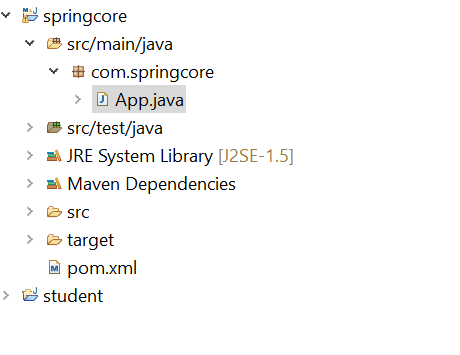 springcore
src/main/java
com.springcore
App.java
src/test/java
JRE System Library [J2SE-1.5]
Maven Dependencies
src
target
pom.xml
student